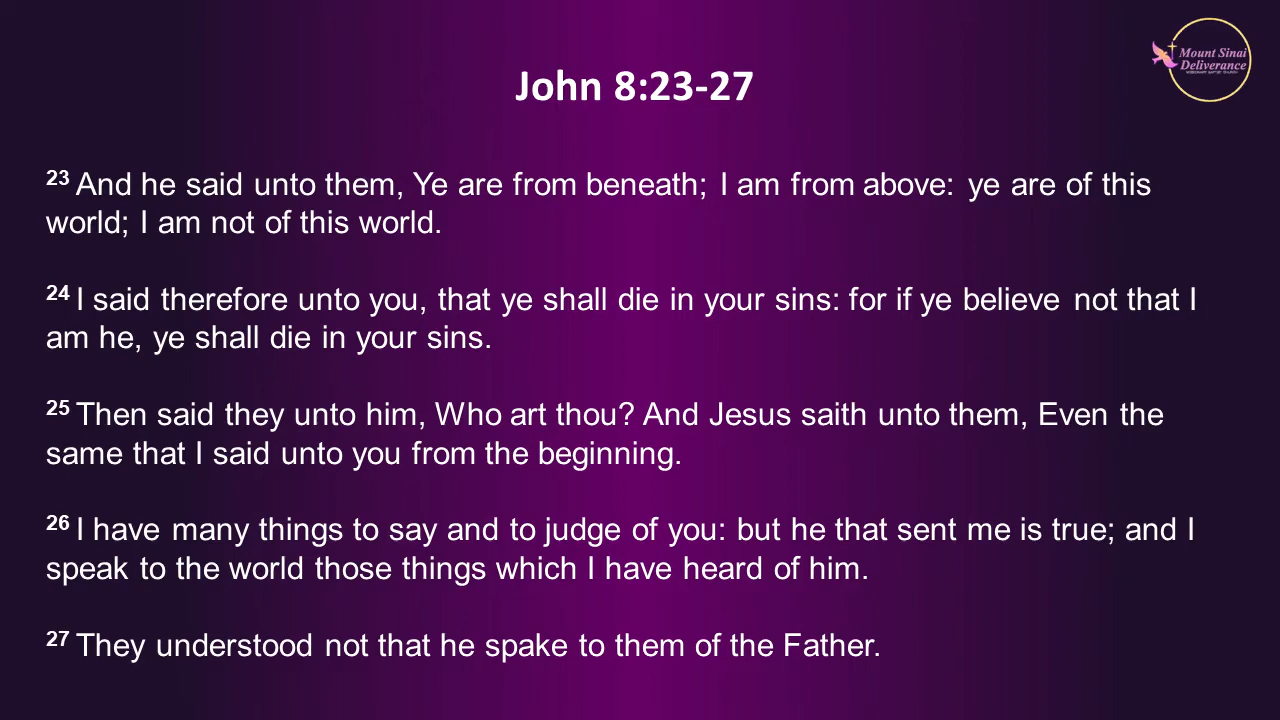 Mount Sinai
Deliverance
MISSIONARY BAPTIST CHURCH
John 8:23-27
23 And he said unto them, Ye are from beneath; I am from above: ye are of this
world; I am not of this world.
24 I said therefore unto you, that ye shall die in your sins: for if ye believe not that I
am he, ye shall die in your sins.
25 Then said they unto him, Who art thou? And Jesus saith unto them, Even the
same that I said unto you from the beginning.
26 I have many things to say and to judge of you: but he that sent me is true; and I
speak to the world those things which I have heard of him.
27 They understood not that he spake to them of the Father.